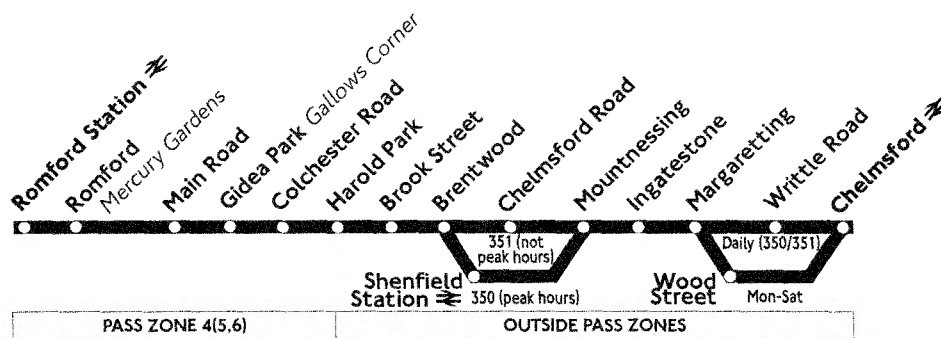 Romford Station
Romford
Mercury Gardens
Main Road
Gidea Park Gallows Corner
Colchester Road
Harold Park
Brook Street
Brentwood
Chelmsford Road
Mountnessing
Ingatestone
Margaretting
Writtle Road
Chelmsford
351 (not
peak hours)
Daily (350/351)
Shenfield
Station
350 (peak hours)
Wood
Street
Mon-Sat
PASS ZONE 4(5,6)
OUTSIDE PASS ZONES